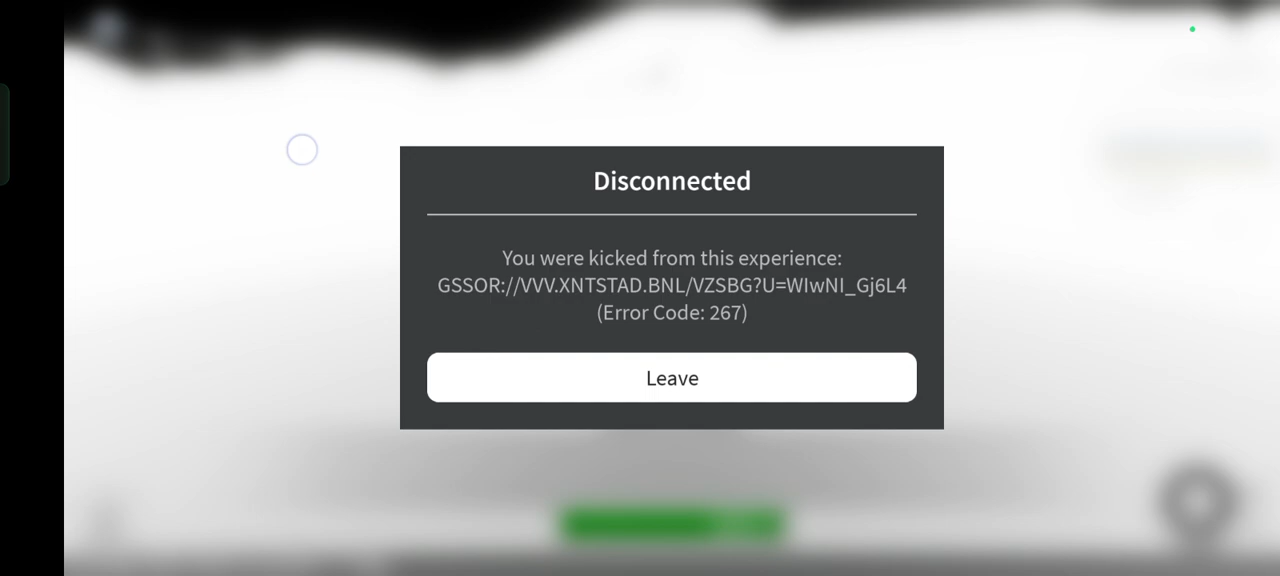 Disconnected
You were kicked from this experience:
GSSOR://VVV.XNTSTAD.BNL/VZSBG?U=WIwNI_Gj6L4
(Error Code: 267)
Leave